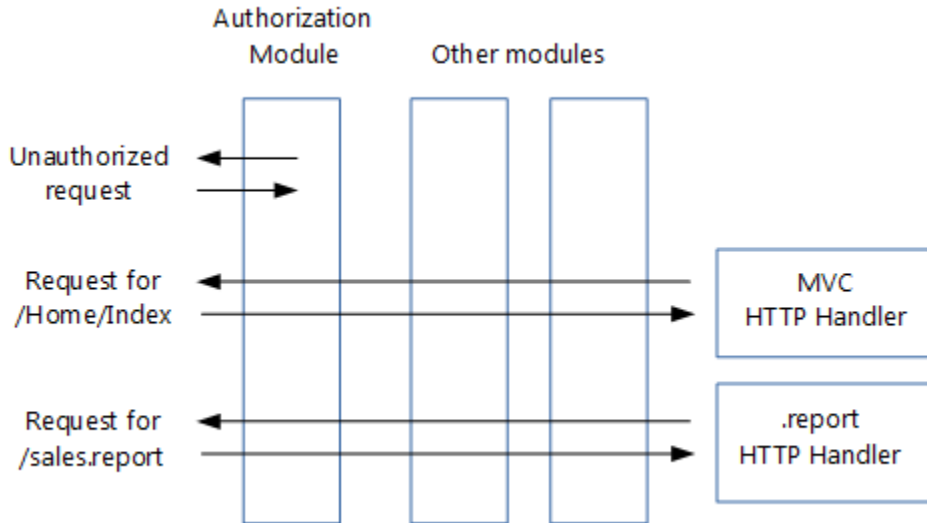 Authorization
Module
Other modules
Unauthorized
request
Request for
/Home/Index
MVC
HTTP Handler
Request for
/sales.report
.report
HTTP Handler